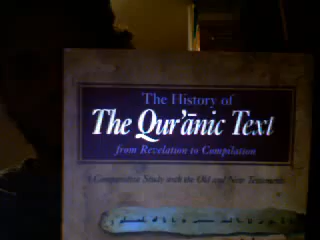 The History of
The Qur'ānic Text
from Revelation to Compilation
A Comparative Study with the Old and New Testaments